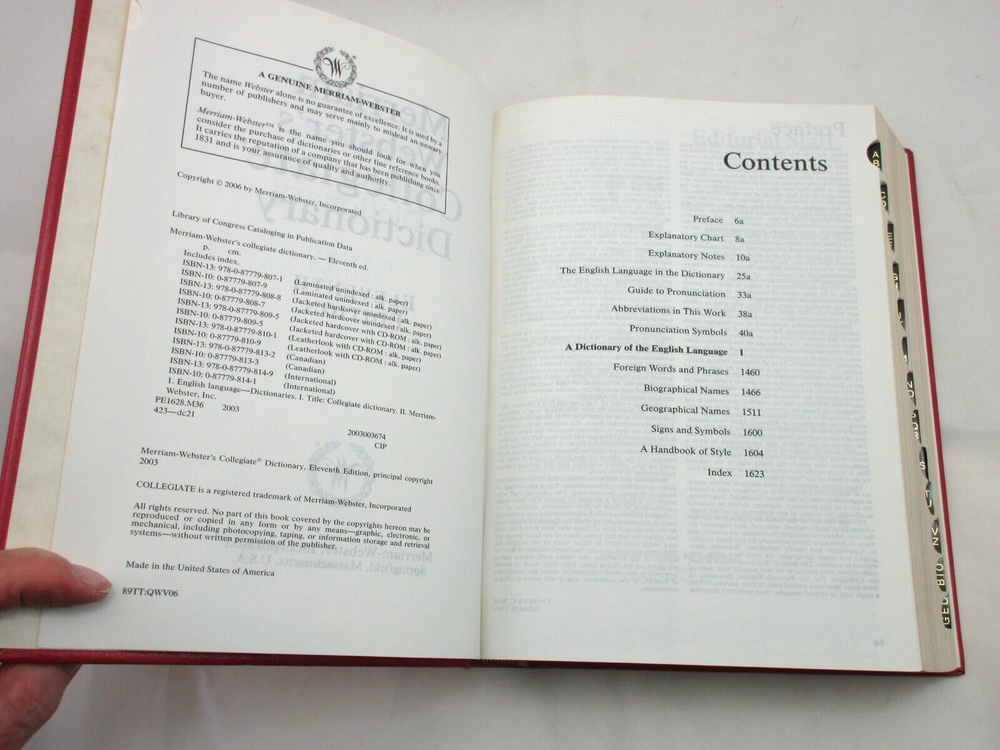 W
A GENUINE MERRIAM-WEBSTER
The name Webster alone is no guarantee of excellence. It is used by a
number of publishers and may serve mainly to mislead an unwary
buyer.
Merriam-Webster™ is the name you should look for when you
consider the purchase of dictionaries or other fine reference books.
It carries the reputation of a company that has been publishing since
1831 and is your assurance of quality and authority.
Copyright © 2006 by Merriam-Webster, Incorporated
Library of Congress Cataloging in Publication Data
Merriam-Webster's collegiate dictionary. — Eleventh ed.
p. cm.
Includes index.
ISBN-13: 978-0-87779-807-1 (Laminated unindexed : alk. paper)
ISBN-10: 0-87779-807-9 (Laminated unindexed : alk. paper)
ISBN-13: 978-0-87779-808-8 (Jacketed hardcover unindexed : alk. paper)
ISBN-10: 0-87779-808-7 (Jacketed hardcover unindexed : alk. paper)
ISBN-13: 978-0-87779-809-5 (Jacketed hardcover with CD-ROM : alk. paper)
ISBN-10: 0-87779-809-5 (Jacketed hardcover with CD-ROM : alk. paper)
ISBN-13: 978-0-87779-810-1 (Leatherlook with CD-ROM : alk. paper)
ISBN-10: 0-87779-810-9 (Leatherlook with CD-ROM : alk. paper)
ISBN-13: 978-0-87779-813-2 (Canadian)
ISBN-10: 0-87779-813-3 (Canadian)
ISBN-13: 978-0-87779-814-9 (International)
ISBN-10: 0-87779-814-1 (International)
1. English language—Dictionaries. I. Title: Collegiate dictionary. II. Merriam-
Webster, Inc.
PE1628.M36 2003
423—dc21
2003003674
CIP
Merriam-Webster's Collegiate® Dictionary, Eleventh Edition, principal copyright
2003
COLLEGIATE is a registered trademark of Merriam-Webster, Incorporated
All rights reserved. No part of this book covered by the copyrights hereon may be
reproduced or copied in any form or by any means—graphic, electronic, or
mechanical, including photocopying, taping, or information storage and retrieval
systems—without written permission of the publisher.
Made in the United States of America
89TT:QWV06
Contents
Preface 6a
Explanatory Chart 8a
Explanatory Notes 10a
The English Language in the Dictionary 25a
Guide to Pronunciation 33a
Abbreviations in This Work 38a
Pronunciation Symbols 40a
A Dictionary of the English Language 1
Foreign Words and Phrases 1460
Biographical Names 1466
Geographical Names 1511
Signs and Symbols 1600
A Handbook of Style 1604
Index 1623
AB
BIO
GEO